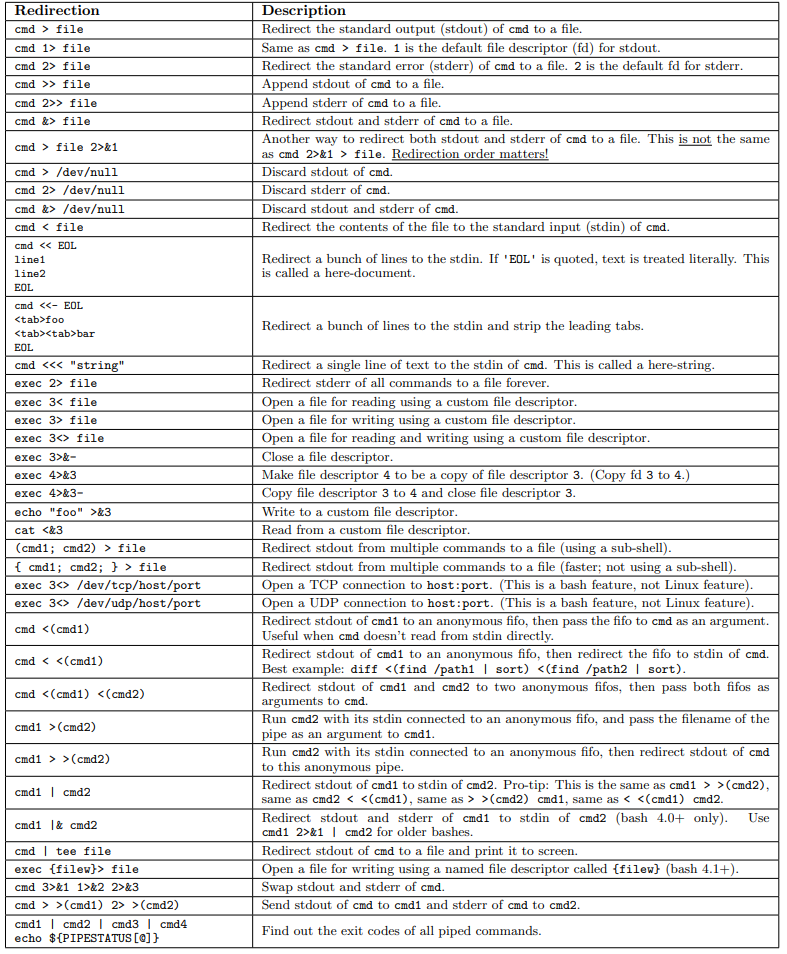 Redirection Description
cmd > file Redirect the standard output (stdout) of cmd to a file.
cmd 1> file Same as cmd > file. 1 is the default file descriptor (fd) for stdout.
cmd 2> file Redirect the standard error (stderr) of cmd to a file. 2 is the default fd for stderr.
cmd >> file Append stdout of cmd to a file.
cmd 2>> file Append stderr of cmd to a file.
cmd &> file Redirect stdout and stderr of cmd to a file.
cmd > file 2>&1 Another way to redirect both stdout and stderr of cmd to a file. This is not the same
as cmd 2>&1 > file. Redirection order matters!
cmd > /dev/null Discard stdout of cmd.
cmd 2> /dev/null Discard stderr of cmd.
cmd &> /dev/null Discard stdout and stderr of cmd.
cmd < file Redirect the contents of the file to the standard input (stdin) of cmd.
cmd << EOL
line1
line2
EOL
Redirect a bunch of lines to the stdin. If 'EOL' is quoted, text is treated literally. This
is called a here-document.
cmd <<- EOL
<tab>foo
<tab><tab>bar
EOL
Redirect a bunch of lines to the stdin and strip the leading tabs.
cmd <<< "string" Redirect a single line of text to the stdin of cmd. This is called a here-string.
exec 2> file Redirect stderr of all commands to a file forever.
exec 3< file Open a file for reading using a custom file descriptor.
exec 3> file Open a file for writing using a custom file descriptor.
exec 3<> file Open a file for reading and writing using a custom file descriptor.
exec 3>&- Close a file descriptor.
exec 4>&3 Make file descriptor 4 to be a copy of file descriptor 3. (Copy fd 3 to 4.)
exec 4>&3- Copy file descriptor 3 to 4 and close file descriptor 3.
echo "foo" >&3 Write to a custom file descriptor.
cat <&3 Read from a custom file descriptor.
(cmd1; cmd2) > file Redirect stdout from multiple commands to a file (using a sub-shell).
{ cmd1; cmd2; } > file Redirect stdout from multiple commands to a file (faster; not using a sub-shell).
exec 3<> /dev/tcp/host/port Open a TCP connection to host:port. (This is a bash feature, not Linux feature).
exec 3<> /dev/udp/host/port Open a UDP connection to host:port. (This is a bash feature, not Linux feature).
cmd <(cmd1) Redirect stdout of cmd1 to an anonymous fifo, then pass the fifo to cmd as an argument.
Useful when cmd doesn't read from stdin directly.
cmd < <(cmd1) Redirect stdout of cmd1 to an anonymous fifo, then redirect the fifo to stdin of cmd.
Best example: diff <(find /path1 | sort) <(find /path2 | sort).
cmd <(cmd1) <(cmd2) Redirect stdout of cmd1 and cmd2 to two anonymous fifos, then pass both fifos as
arguments to cmd.
cmd1 >(cmd2) Run cmd2 with its stdin connected to an anonymous fifo, and pass the filename of the
pipe as an argument to cmd1.
cmd1 > >(cmd2) Run cmd2 with its stdin connected to an anonymous fifo, then redirect stdout of cmd
to this anonymous pipe.
cmd1 | cmd2 Redirect stdout of cmd1 to stdin of cmd2. Pro-tip: This is the same as cmd1 > >(cmd2),
same as cmd2 < <(cmd1), same as > >(cmd2) cmd1, same as < <(cmd1) cmd2.
cmd1 |& cmd2 Redirect stdout and stderr of cmd1 to stdin of cmd2 (bash 4.0+ only). Use
cmd1 2>&1 | cmd2 for older bashes.
cmd | tee file Redirect stdout of cmd to a file and print it to screen.
exec {filew}> file Open a file for writing using a named file descriptor called {filew} (bash 4.1+).
cmd 3>&1 1>&2 2>&3 Swap stdout and stderr of cmd.
cmd > >(cmd1) 2> >(cmd2) Send stdout of cmd to cmd1 and stderr of cmd to cmd2.
cmd1 | cmd2 | cmd3 | cmd4
echo ${PIPESTATUS[@]}
Find out the exit codes of all piped commands.